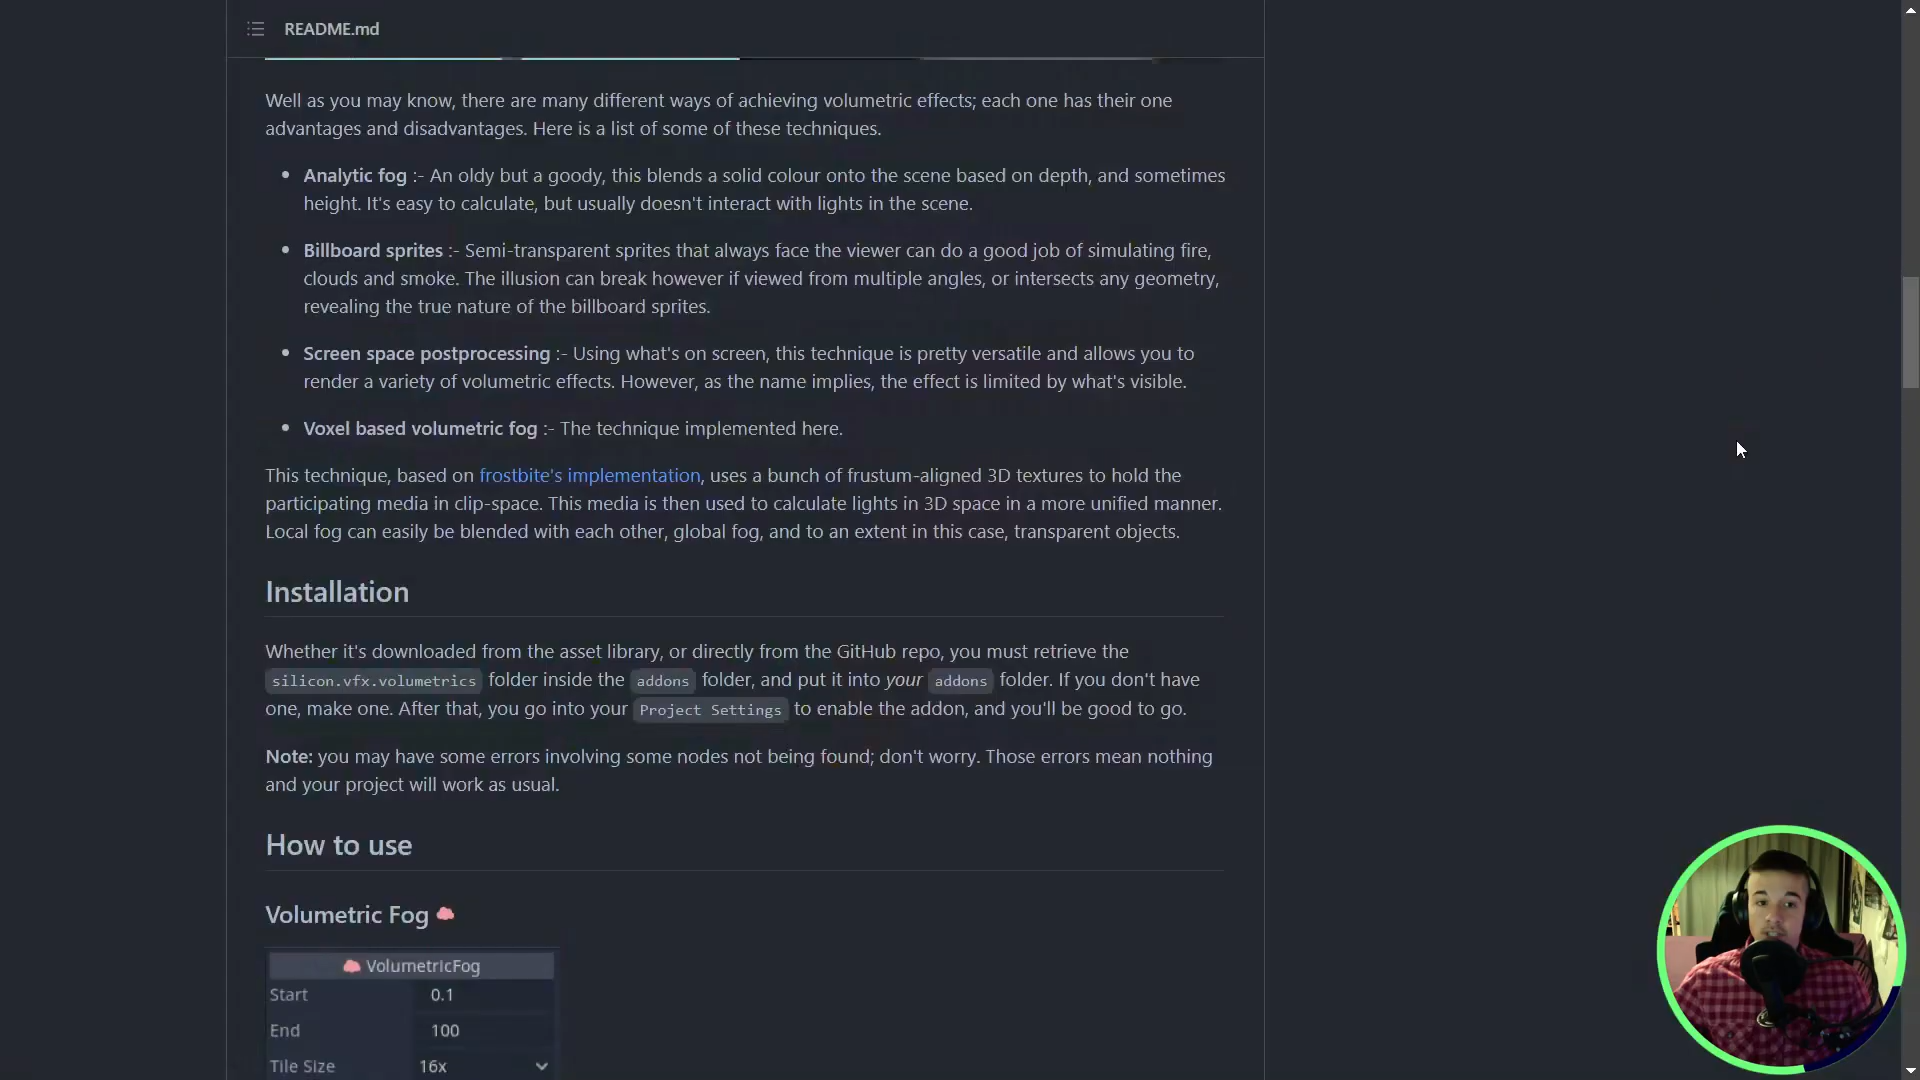 README.md
Well as you may know, there are many different ways of achieving volumetric effects; each one has their one
advantages and disadvantages. Here is a list of some of these techniques.
Analytic fog :- An oldy but a goody, this blends a solid colour onto the scene based on depth, and sometimes
height. It's easy to calculate, but usually doesn't interact with lights in the scene.
Billboard sprites :- Semi-transparent sprites that always face the viewer can do a good job of simulating fire,
clouds and smoke. The illusion can break however if viewed from multiple angles, or intersects any geometry,
revealing the true nature of the billboard sprites.
Screen space postprocessing :- Using what's on screen, this technique is pretty versatile and allows you to
render a variety of volumetric effects. However, as the name implies, the effect is limited by what's visible.
Voxel based volumetric fog :- The technique implemented here.
This technique, based on frostbite's implementation, uses a bunch of frustum-aligned 3D textures to hold the
participating media in clip-space. This media is then used to calculate lights in 3D space in a more unified manner.
Local fog can easily be blended with each other, global fog, and to an extent in this case, transparent objects.
Installation
Whether it's downloaded from the asset library, or directly from the GitHub repo, you must retrieve the
silicon.vfx.volumetrics folder inside the addons folder, and put it into your addons folder. If you don't have
one, make one. After that, you go into your Project Settings to enable the addon, and you'll be good to go.
Note: you may have some errors involving some nodes not being found; don't worry. Those errors mean nothing
and your project will work as usual.
How to use
Volumetric Fog
VolumetricFog
Start 0.1
End 100
Tile Size 16x